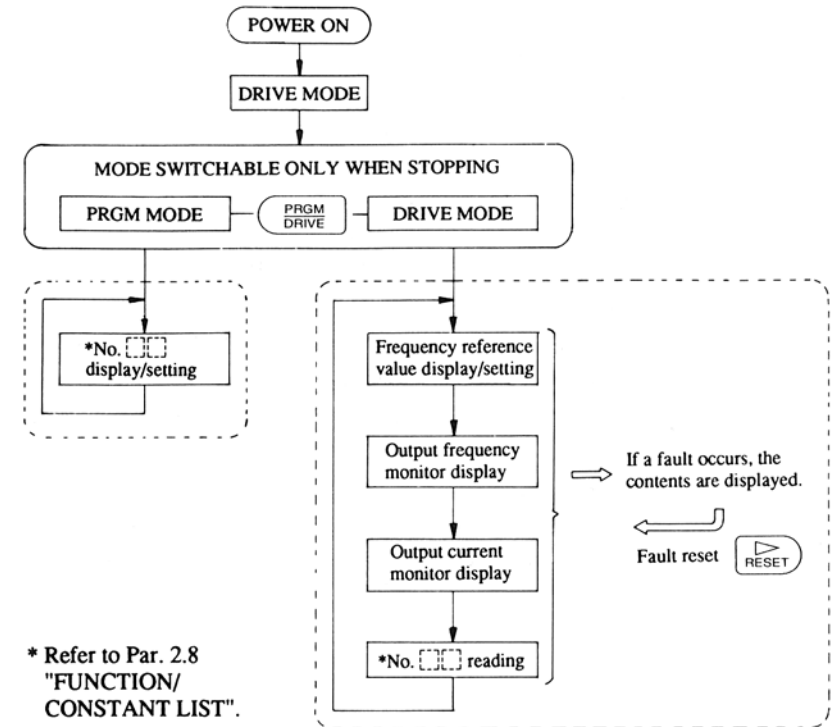 POWER ON
DRIVE MODE
MODE SWITCHABLE ONLY WHEN STOPPING
PRGM MODE
PRGM
DRIVE
DRIVE MODE
*No.
display/setting
Frequency reference
value display/setting
Output frequency
monitor display
Output current
monitor display
*No. reading
If a fault occurs, the
contents are displayed.
Fault reset
RESET
* Refer to Par. 2.8
"FUNCTION/
CONSTANT LIST".